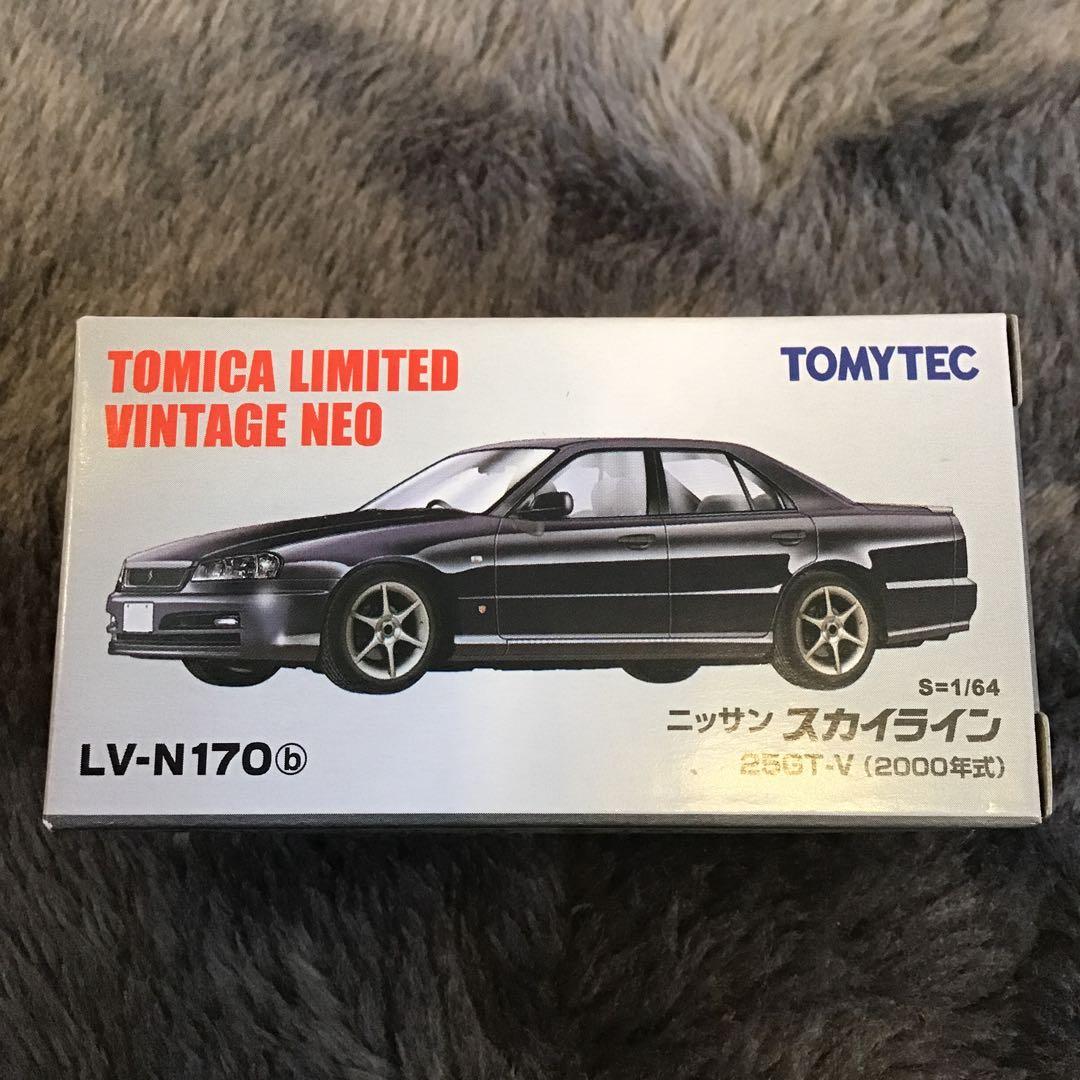 TOMICA LIMITED
VINTAGE NEO
TOMYTEC
S=1/64
ニッサン スカイライン
25GT-V (2000年式)
LV-N170ⓑ